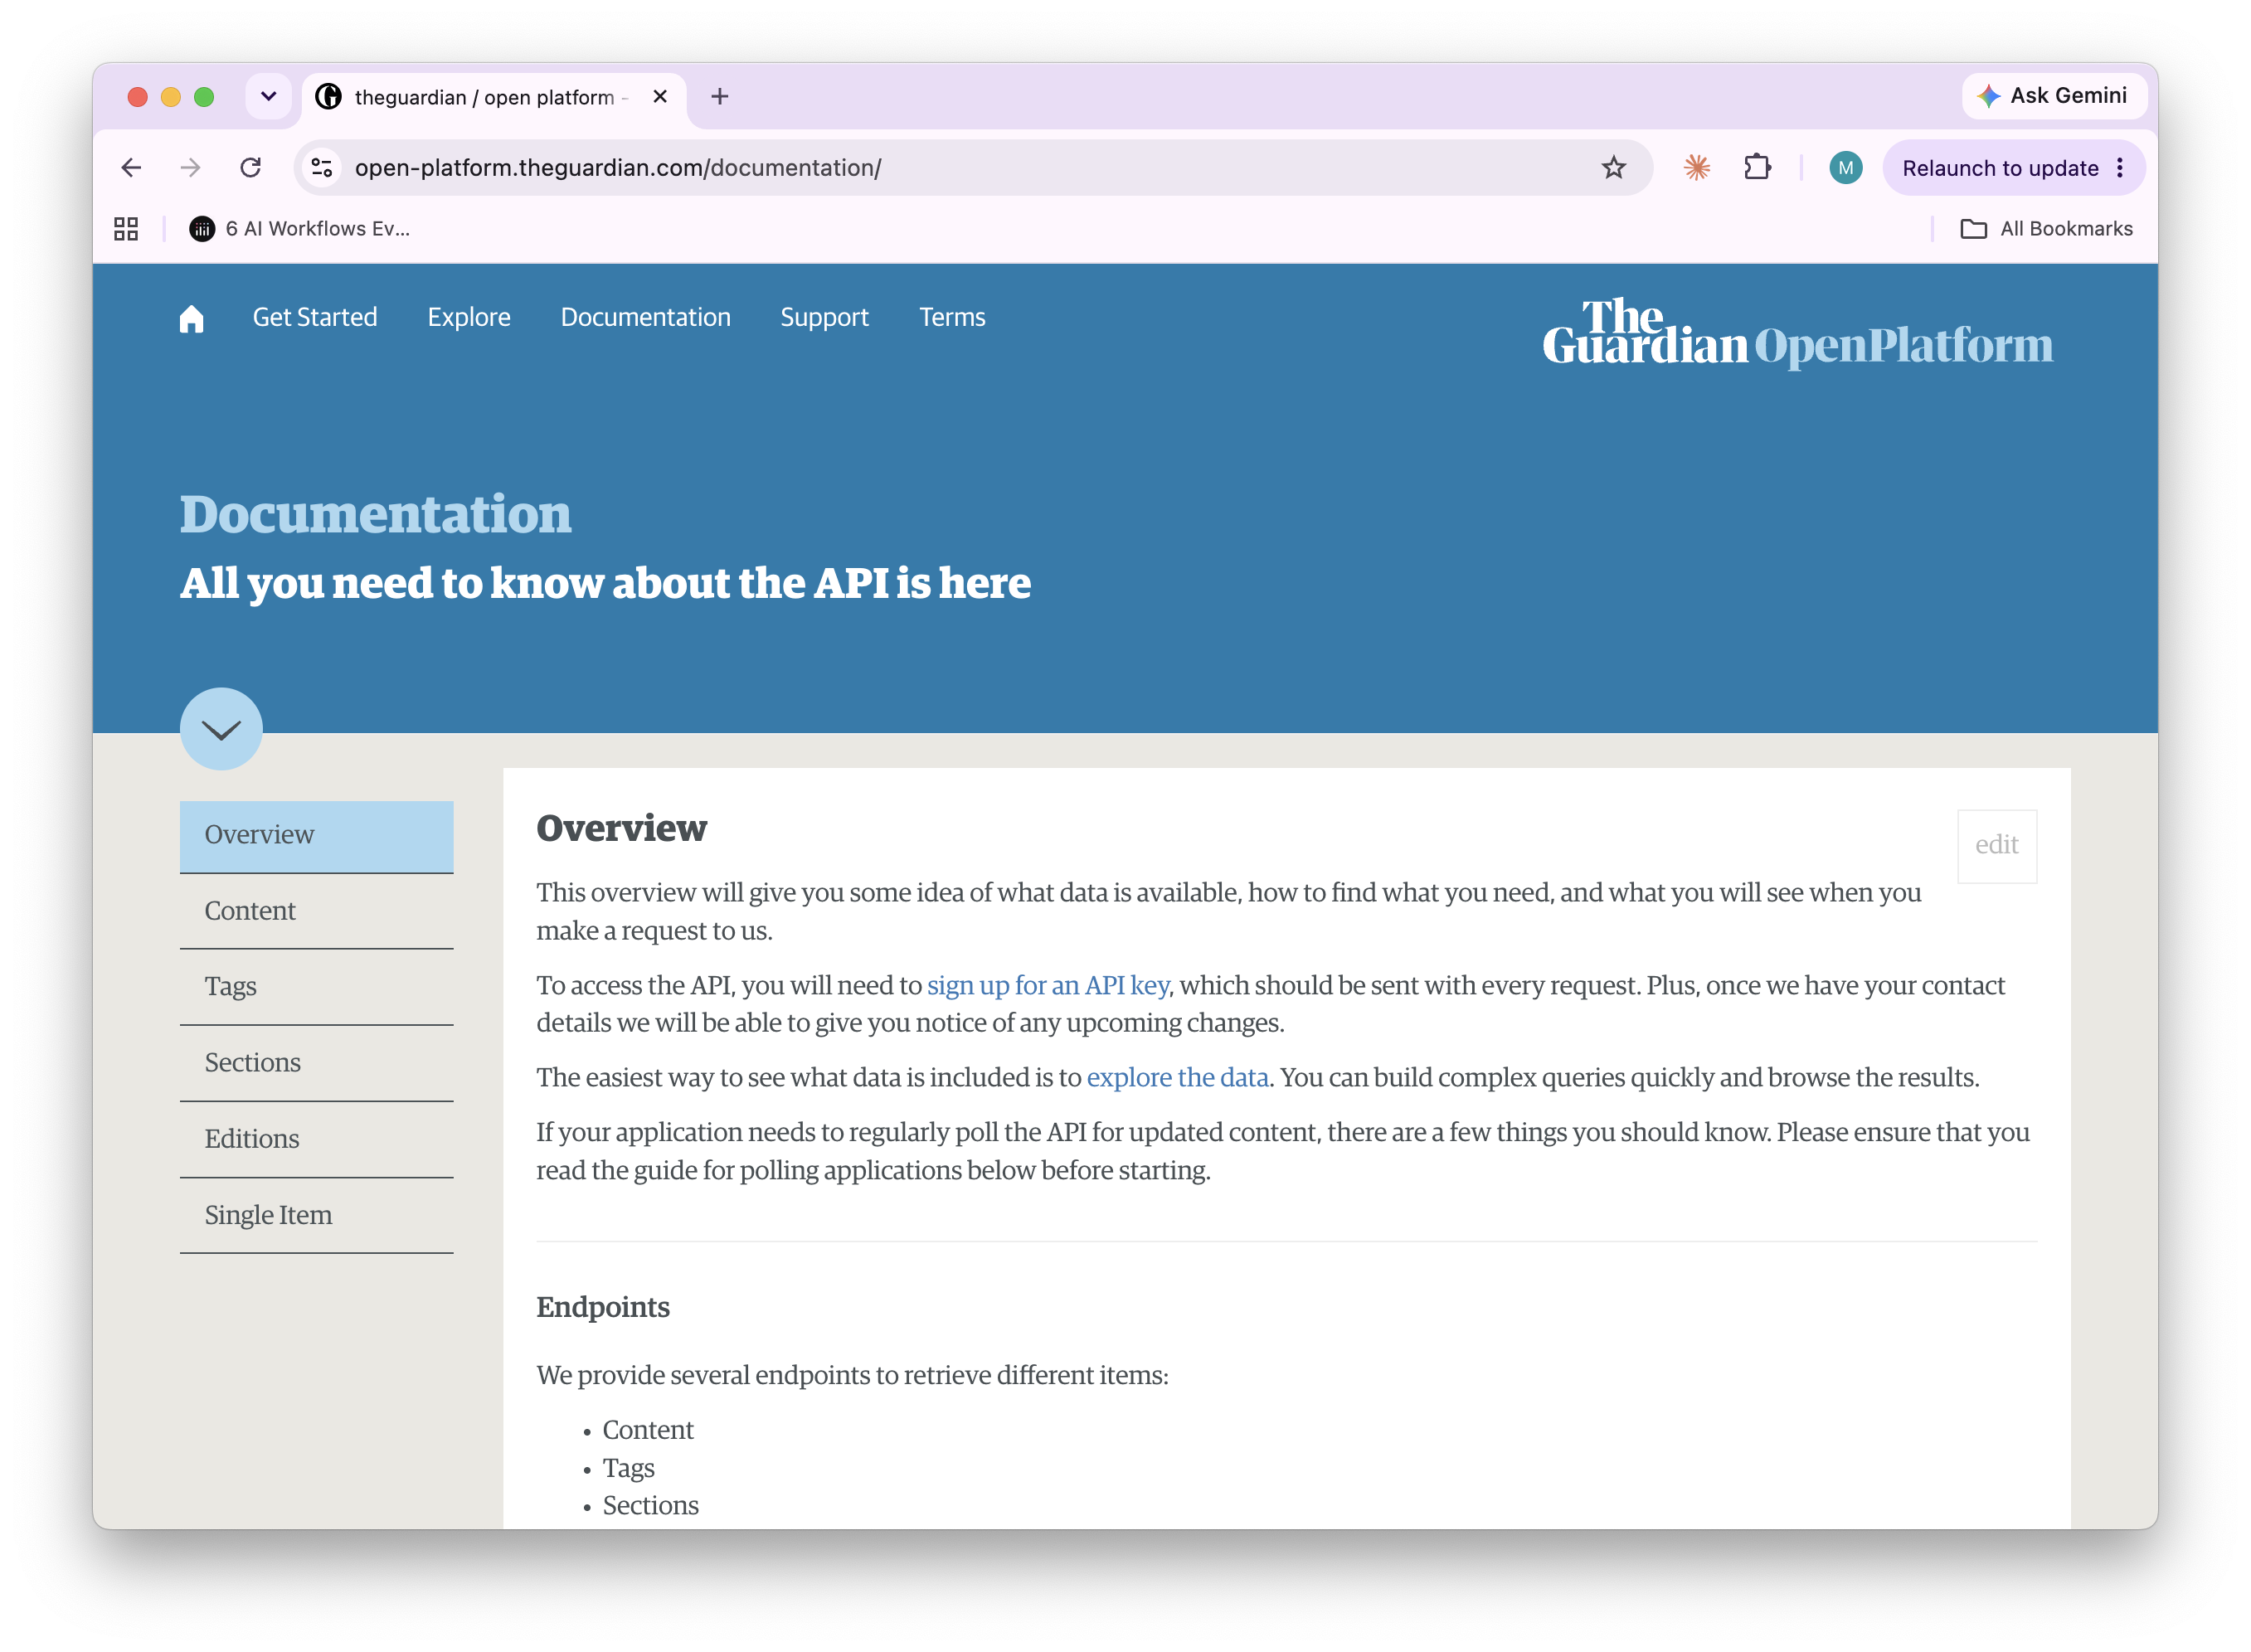 theguardian / open platform -
Ask Gemini
open-platform.theguardian.com/documentation/
M
Relaunch to update
6 AI Workflows Ev...
All Bookmarks
Get Started
Explore
Documentation
Support
Terms
The
Guardian OpenPlatform
Documentation
All you need to know about the API is here
Overview
Content
Tags
Sections
Editions
Single Item
Overview
edit
This overview will give you some idea of what data is available, how to find what you need, and what you will see when you
make a request to us.
To access the API, you will need to sign up for an API key, which should be sent with every request. Plus, once we have your contact
details we will be able to give you notice of any upcoming changes.
The easiest way to see what data is included is to explore the data. You can build complex queries quickly and browse the results.
If your application needs to regularly poll the API for updated content, there are a few things you should know. Please ensure that you
read the guide for polling applications below before starting.
Endpoints
We provide several endpoints to retrieve different items:
• Content
• Tags
• Sections